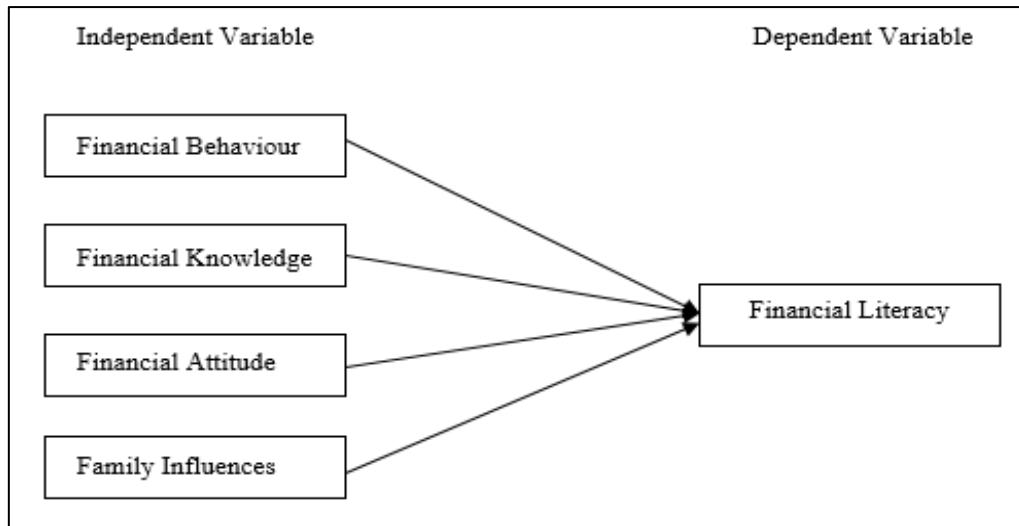 Independent Variable
Dependent Variable
Financial Behaviour
Financial Knowledge
Financial Attitude
Family Influences
Financial Literacy